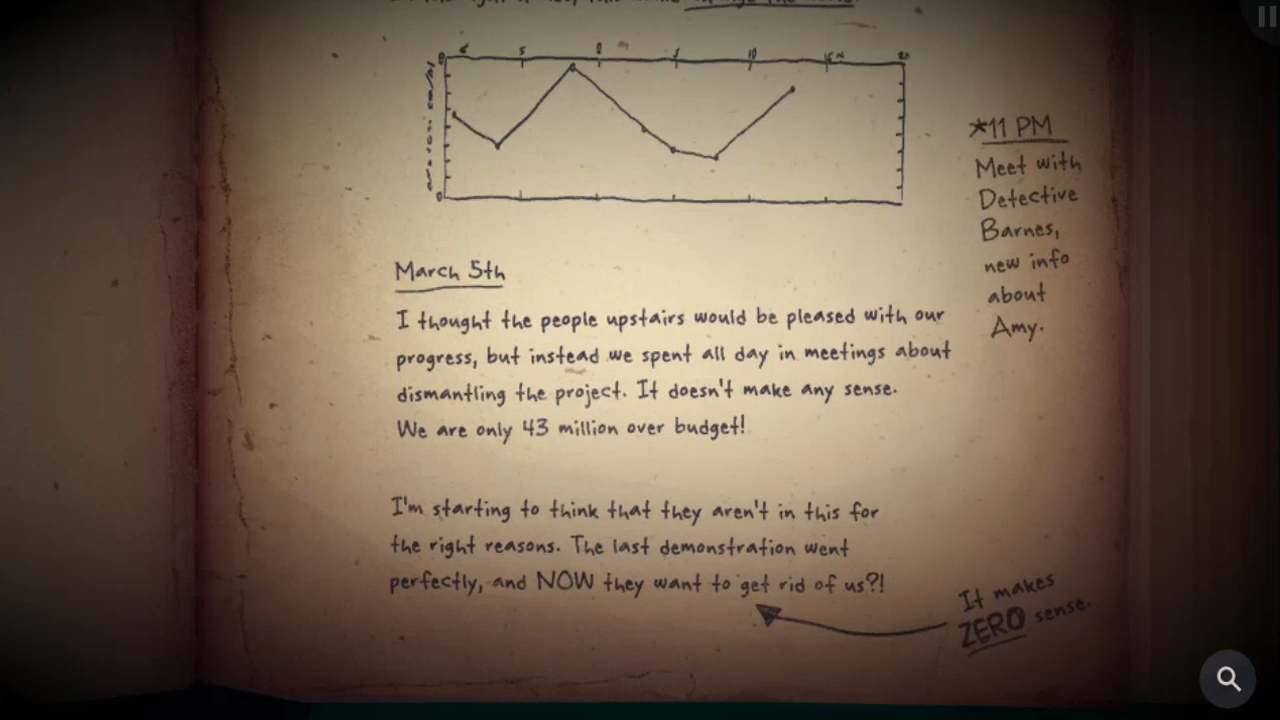 March 5th
I thought the people upstairs would be pleased with our
progress, but instead we spent all day in meetings about
dismantling the project. It doesn't make any sense.
We are only 43 million over budget!
I'm starting to think that they aren't in this for
the right reasons. The last demonstration went
perfectly, and NOW they want to get rid of us?!
*11 PM
Meet with
Detective
Barnes,
new info
about
Amy.
It makes
ZERO sense.